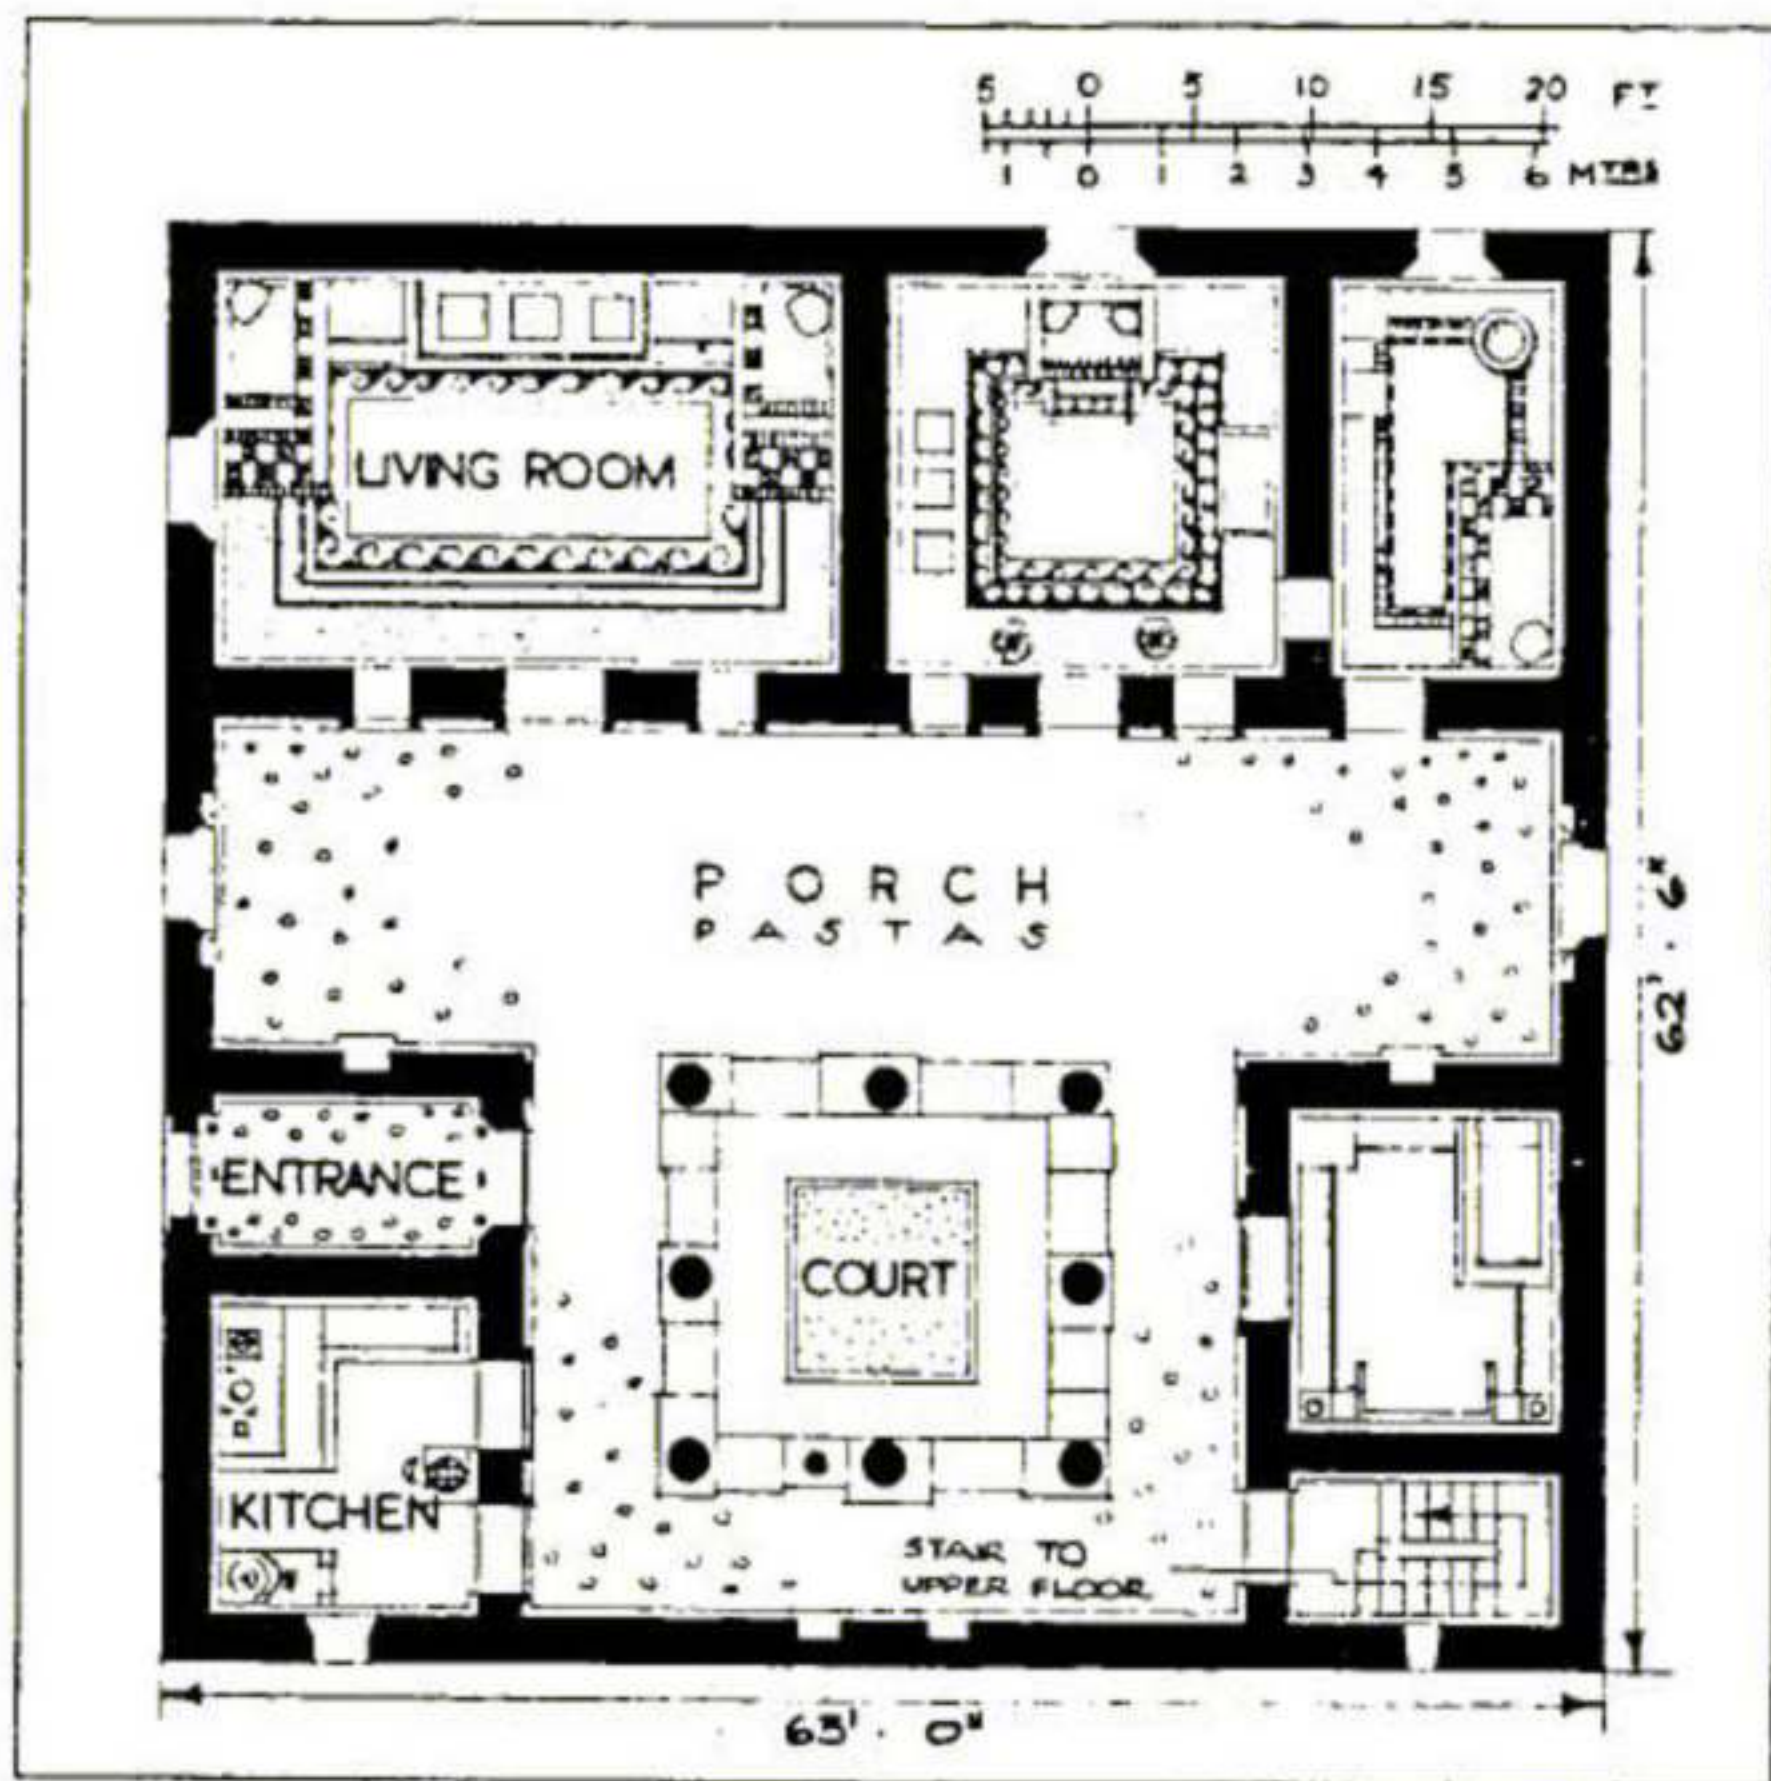 5 0 5 10 15 20 FT
1 0 1 2 3 4 5 6 MTRS
LIVING ROOM
PORCH
PASTAS
62'. 6"
ENTRANCE
COURT
KITCHEN
STAIR TO
UPPER FLOOR
63'. 0"